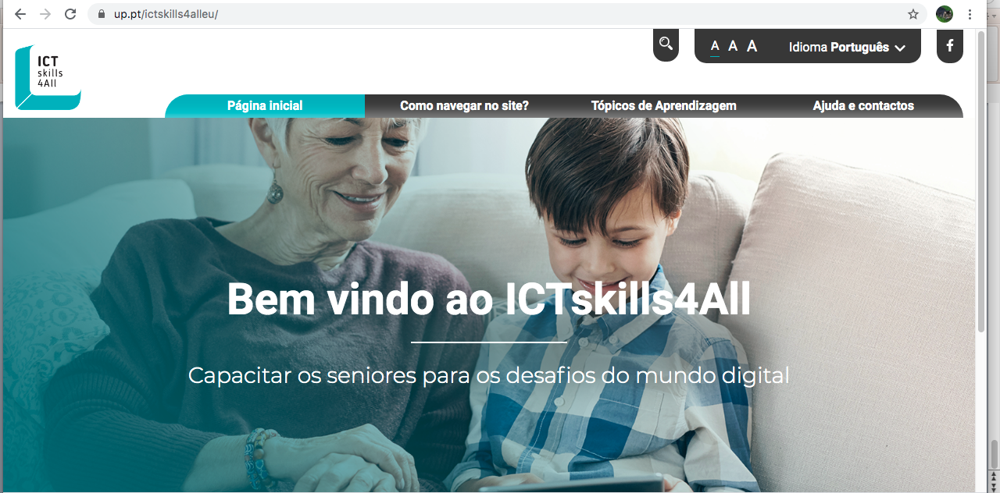 up.pt/ictskills4alleu/
ICT
skills
4All
A A A
Idioma Português
f
Página inicial
Como navegar no site?
Tópicos de Aprendizagem
Ajuda e contactos
Bem vindo ao ICTskills4All
Capacitar os seniores para os desafios do mundo digital